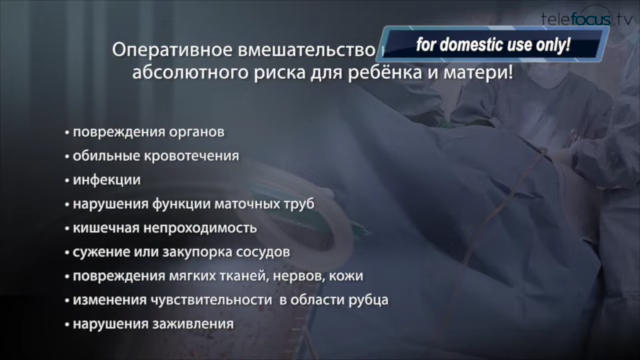 telefocus.tv
for domestic use only!
Оперативное вмешательство
абсолютного риска для ребёнка и матери!
• повреждения органов
• обильные кровотечения
• инфекции
• нарушения функции маточных труб
• кишечная непроходимость
• сужение или закупорка сосудов
• повреждения мягких тканей, нервов, кожи
• изменения чувствительности в области рубца
• нарушения заживления